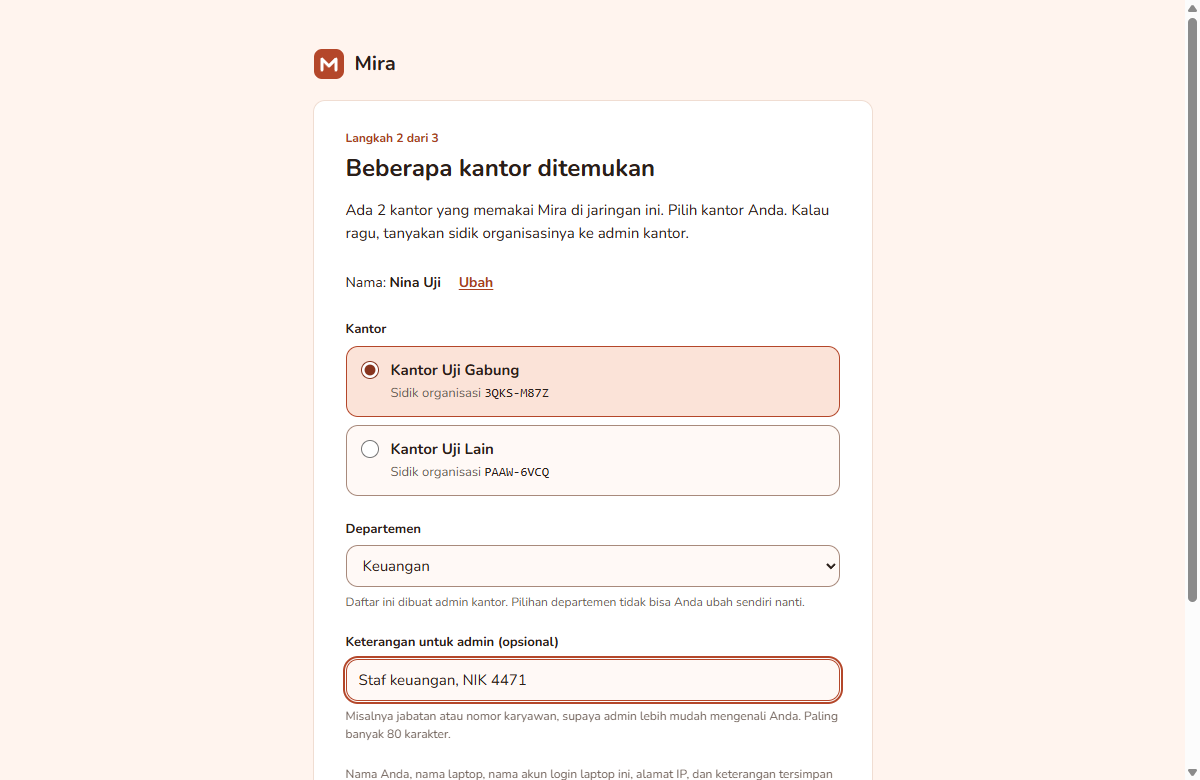 Mira
Langkah 2 dari 3
Beberapa kantor ditemukan
Ada 2 kantor yang memakai Mira di jaringan ini. Pilih kantor Anda. Kalau
ragu, tanyakan sidik organisasinya ke admin kantor.
Nama: Nina Uji Ubah
Kantor
Kantor Uji Gabung
Sidik organisasi 3QKS-M87Z
Kantor Uji Lain
Sidik organisasi PAAW-6VCQ
Departemen
Keuangan
Daftar ini dibuat admin kantor. Pilihan departemen tidak bisa Anda ubah sendiri nanti.
Keterangan untuk admin (opsional)
Staf keuangan, NIK 4471
Misalnya jabatan atau nomor karyawan, supaya admin lebih mudah mengenali Anda. Paling
banyak 80 karakter.
Nama Anda, nama laptop, nama akun login laptop ini, alamat IP, dan keterangan tersimpan